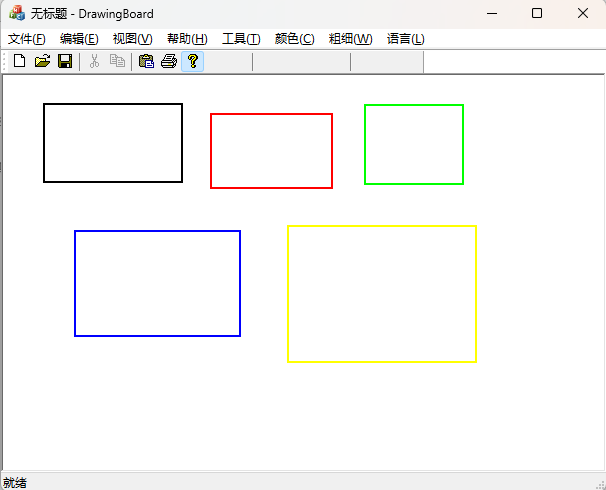 无标题 - DrawingBoard
文件(F) 编辑(E) 视图(V) 帮助(H) 工具(T) 颜色(C) 粗细(W) 语言(L)
就绪